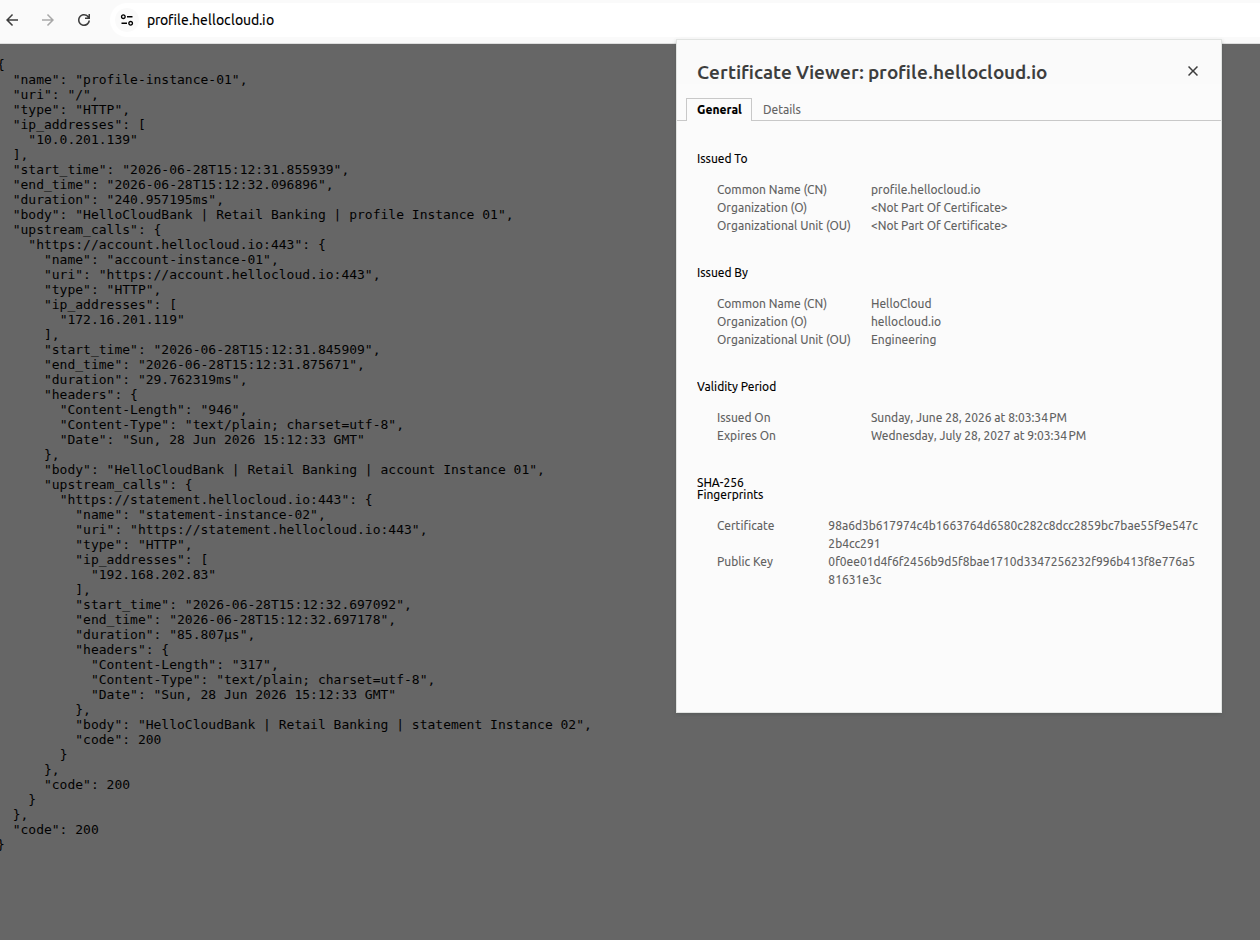 profile.hellocloud.io
{
  "name": "profile-instance-01",
  "uri": "/",
  "type": "HTTP",
  "ip_addresses": [
    "10.0.201.139"
  ],
  "start_time": "2026-06-28T15:12:31.855939",
  "end_time": "2026-06-28T15:12:32.096896",
  "duration": "240.957195ms",
  "body": "HelloCloudBank | Retail Banking | profile Instance 01",
  "upstream_calls": {
    "https://account.hellocloud.io:443": {
      "name": "account-instance-01",
      "uri": "https://account.hellocloud.io:443",
      "type": "HTTP",
      "ip_addresses": [
        "172.16.201.119"
      ],
      "start_time": "2026-06-28T15:12:31.845909",
      "end_time": "2026-06-28T15:12:31.875671",
      "duration": "29.762319ms",
      "headers": {
        "Content-Length": "946",
        "Content-Type": "text/plain; charset=utf-8",
        "Date": "Sun, 28 Jun 2026 15:12:33 GMT"
      },
      "body": "HelloCloudBank | Retail Banking | account Instance 01",
      "upstream_calls": {
        "https://statement.hellocloud.io:443": {
          "name": "statement-instance-02",
          "uri": "https://statement.hellocloud.io:443",
          "type": "HTTP",
          "ip_addresses": [
            "192.168.202.83"
          ],
          "start_time": "2026-06-28T15:12:32.697092",
          "end_time": "2026-06-28T15:12:32.697178",
          "duration": "85.807µs",
          "headers": {
            "Content-Length": "317",
            "Content-Type": "text/plain; charset=utf-8",
            "Date": "Sun, 28 Jun 2026 15:12:33 GMT"
          },
          "body": "HelloCloudBank | Retail Banking | statement Instance 02",
          "code": 200
        }
      },
      "code": 200
    }
  },
  "code": 200
}
Certificate Viewer: profile.hellocloud.io
General Details
Issued To
Common Name (CN) profile.hellocloud.io
Organization (O) <Not Part Of Certificate>
Organizational Unit (OU) <Not Part Of Certificate>
Issued By
Common Name (CN) HelloCloud
Organization (O) hellocloud.io
Organizational Unit (OU) Engineering
Validity Period
Issued On Sunday, June 28, 2026 at 8:03:34 PM
Expires On Wednesday, July 28, 2027 at 9:03:34 PM
SHA-256
Fingerprints
Certificate 98a6d3b617974c4b1663764d6580c282c8dcc2859bc7bae55f9e547c
2b4cc291
Public Key 0f0ee01d4f6f2456b9d5f8bae1710d3347256232f996b413f8e776a5
81631e3c